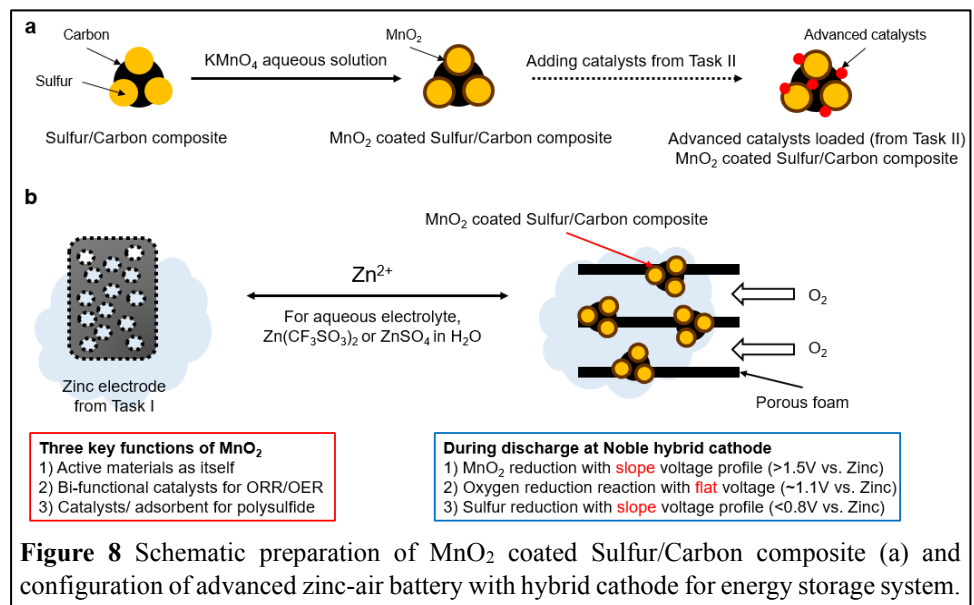 a
Carbon
Sulfur
Sulfur/Carbon composite
KMnO4 aqueous solution
MnO2
MnO2 coated Sulfur/Carbon composite
Adding catalysts from Task II
Advanced catalysts
Advanced catalysts loaded (from Task II)
MnO2 coated Sulfur/Carbon composite
b
MnO2 coated Sulfur/Carbon composite
Zn2+
For aqueous electrolyte,
Zn(CF3SO3)2 or ZnSO4 in H2O
O2
O2
Zinc electrode
from Task I
Porous foam
Three key functions of MnO2
1) Active materials as itself
2) Bi-functional catalysts for ORR/OER
3) Catalysts/ adsorbent for polysulfide
During discharge at Noble hybrid cathode
1) MnO2 reduction with slope voltage profile (>1.5V vs. Zinc)
2) Oxygen reduction reaction with flat voltage (~1.1V vs. Zinc)
3) Sulfur reduction with slope voltage profile (<0.8V vs. Zinc)
Figure 8 Schematic preparation of MnO2 coated Sulfur/Carbon composite (a) and
configuration of advanced zinc-air battery with hybrid cathode for energy storage system.